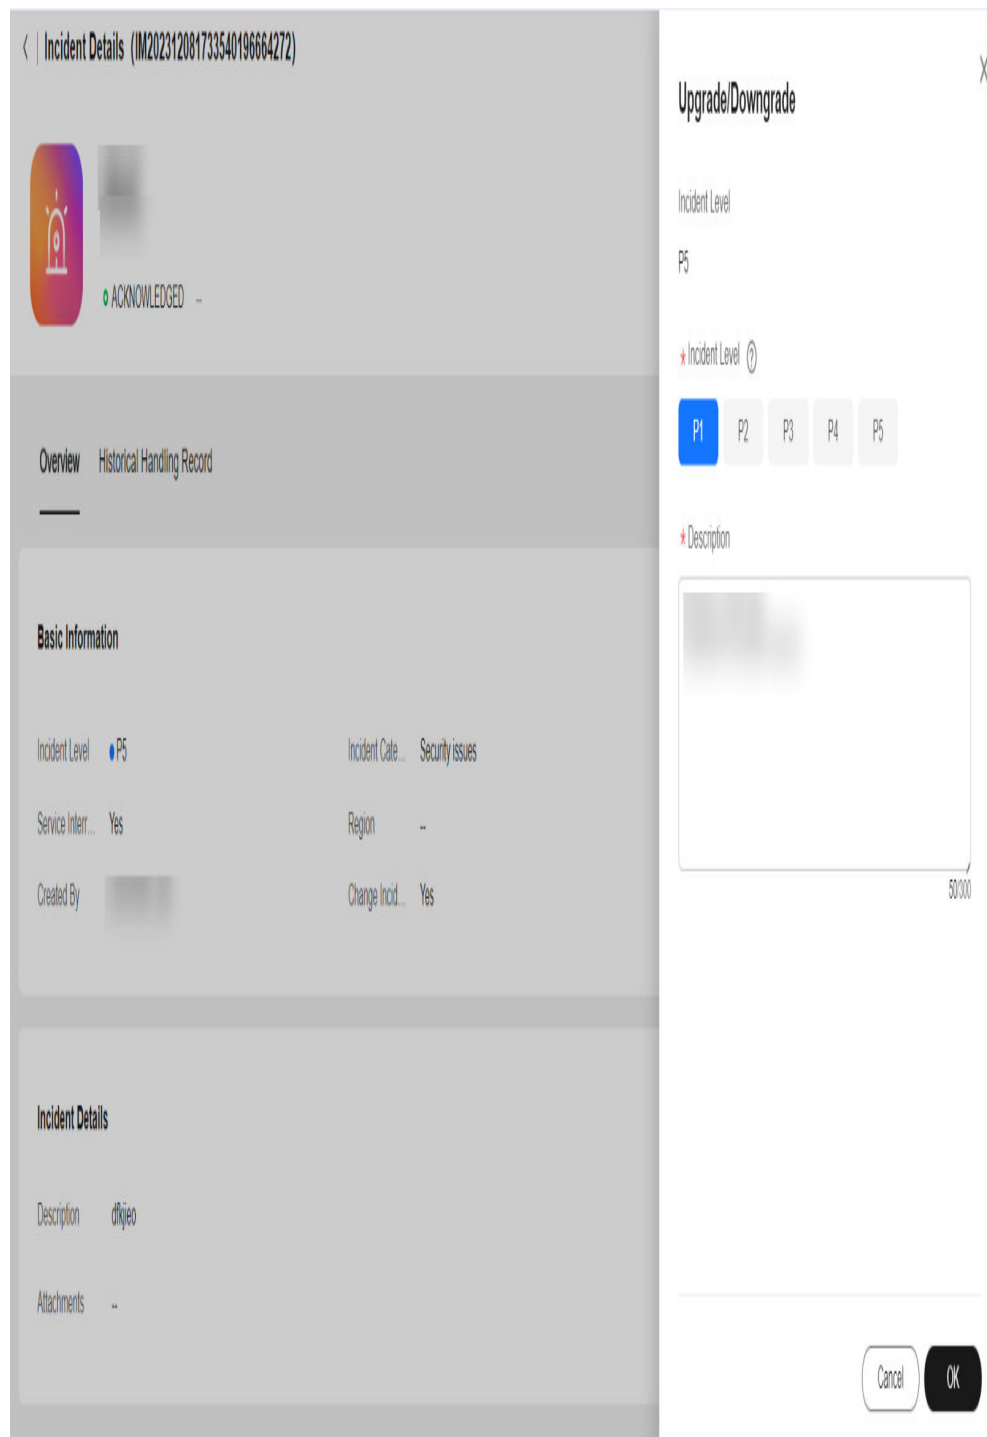 Incident Details (IM202312081733540196664272)
ACKNOWLEDGED --
Overview Historical Handling Record
Basic Information
Incident Level P5 Incident Cate... Security issues
Service Interr... Yes Region --
Created By Change Incid... Yes
Incident Details
Description dfkjieo
Attachments --
Upgrade/Downgrade
Incident Level
P5
* Incident Level ?
P1 P2 P3 P4 P5
* Description
50/300
Cancel OK